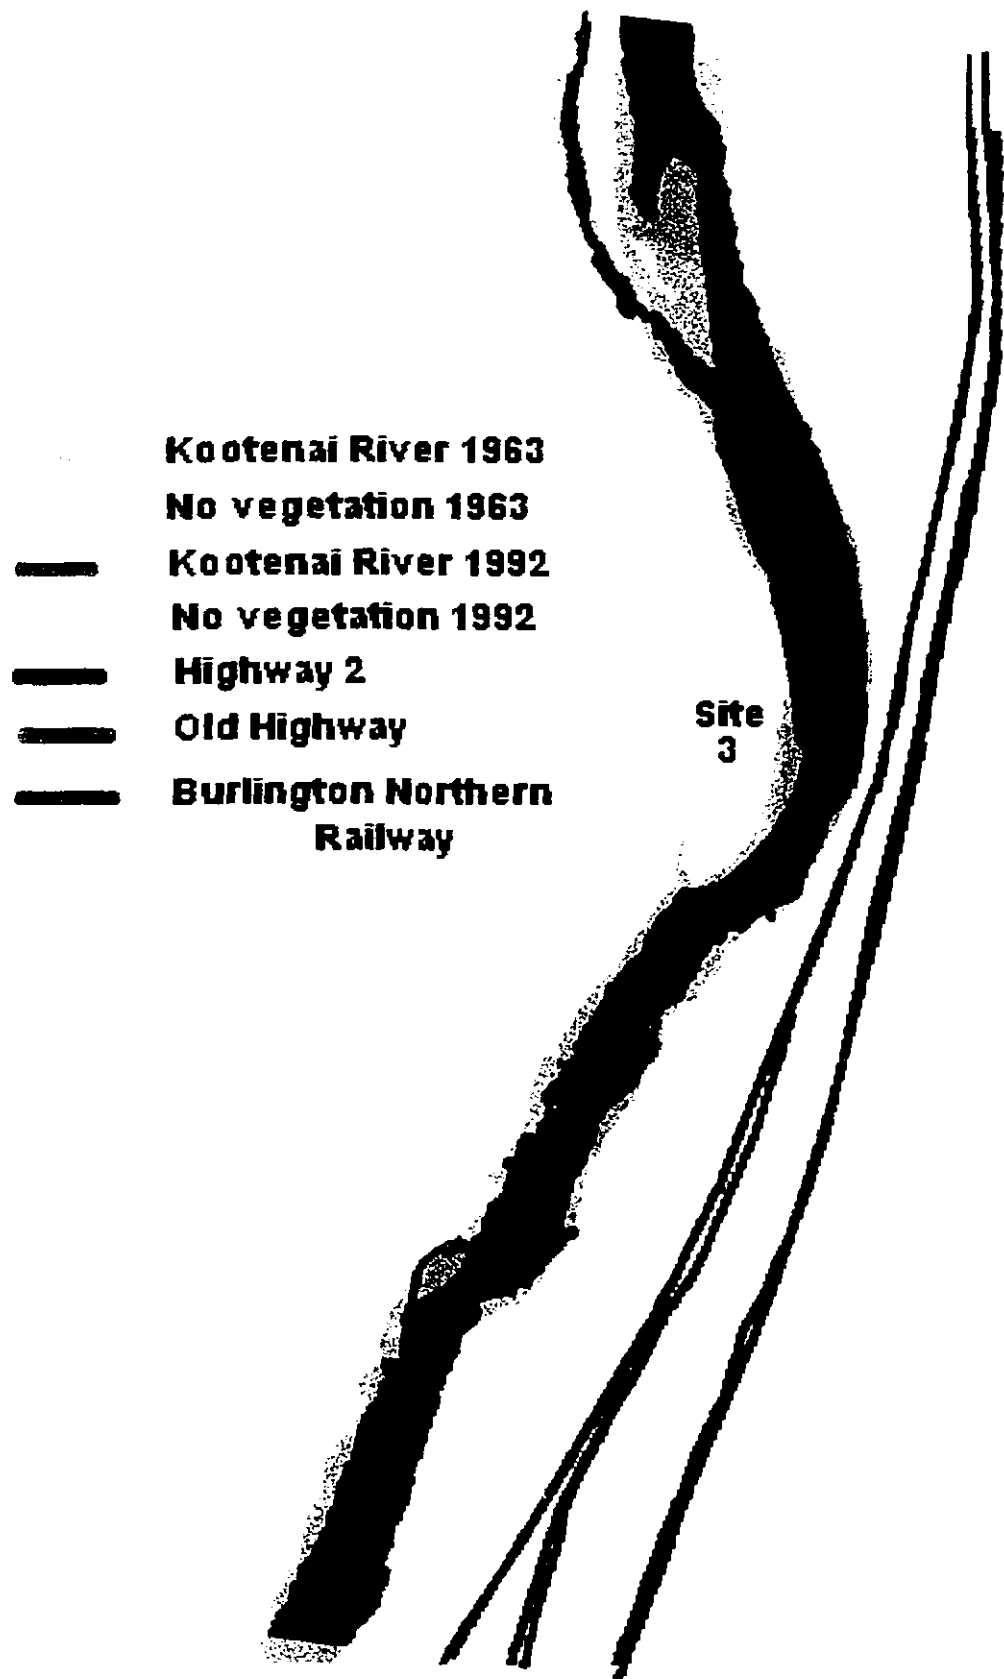 Kootenai River 1963
No vegetation 1963
Kootenai River 1992
No vegetation 1992
Highway 2
Old Highway
Burlington Northern
Railway
Site
3